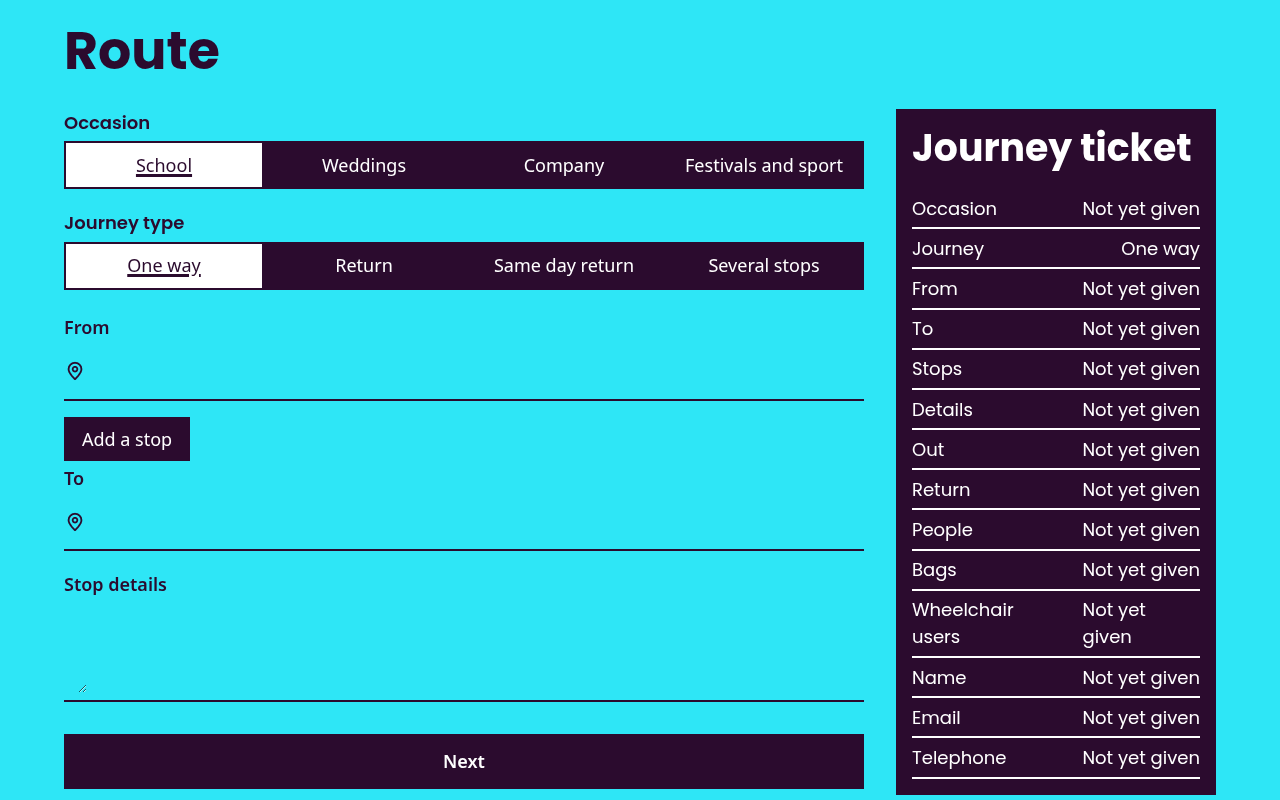 Route
Occasion
School
Weddings
Company
Festivals and sport
Journey type
One way
Return
Same day return
Several stops
From
Add a stop
To
Stop details
Next
Journey ticket
Occasion Not yet given
Journey One way
From Not yet given
To Not yet given
Stops Not yet given
Details Not yet given
Out Not yet given
Return Not yet given
People Not yet given
Bags Not yet given
Wheelchair Not yet
users given
Name Not yet given
Email Not yet given
Telephone Not yet given